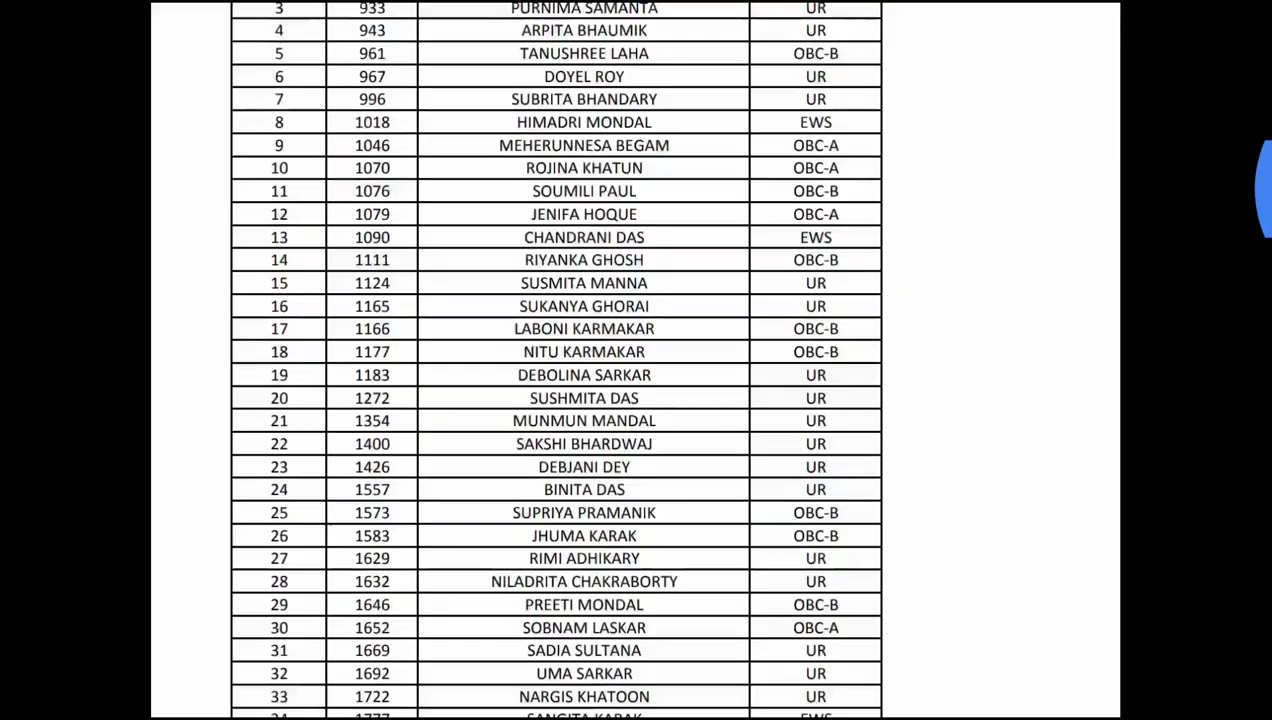 3 933 PURNIMA SAMANTA UR
4 943 ARPITA BHAUMIK UR
5 961 TANUSHREE LAHA OBC-B
6 967 DOYEL ROY UR
7 996 SUBRITA BHANDARY UR
8 1018 HIMADRI MONDAL EWS
9 1046 MEHERUNNESA BEGAM OBC-A
10 1070 ROJINA KHATUN OBC-A
11 1076 SOUMILI PAUL OBC-B
12 1079 JENIFA HOQUE OBC-A
13 1090 CHANDRANI DAS EWS
14 1111 RIYANKA GHOSH OBC-B
15 1124 SUSMITA MANNA UR
16 1165 SUKANYA GHORAI UR
17 1166 LABONI KARMAKAR OBC-B
18 1177 NITU KARMAKAR OBC-B
19 1183 DEBOLINA SARKAR UR
20 1272 SUSHMITA DAS UR
21 1354 MUNMUN MANDAL UR
22 1400 SAKSHI BHARDWAJ UR
23 1426 DEBJANI DEY UR
24 1557 BINITA DAS UR
25 1573 SUPRIYA PRAMANIK OBC-B
26 1583 JHUMA KARAK OBC-B
27 1629 RIMI ADHIKARY UR
28 1632 NILADRITA CHAKRABORTY UR
29 1646 PREETI MONDAL OBC-B
30 1652 SOBNAM LASKAR OBC-A
31 1669 SADIA SULTANA UR
32 1692 UMA SARKAR UR
33 1722 NARGIS KHATOON UR
34 1777 SANGITA KARAK EWS